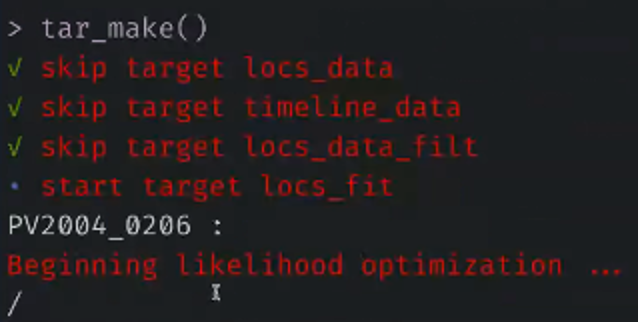 > tar_make()
√ skip target locs_data
√ skip target timeline_data
√ skip target locs_data_filt
• start target locs_fit
PV2004_0206 :
Beginning likelihood optimization ...
/